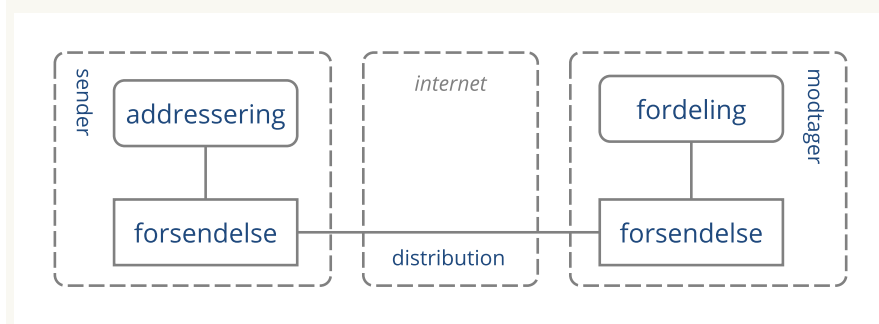 sender
addressering
forsendelse
internet
distribution
fordeling
modtager
forsendelse